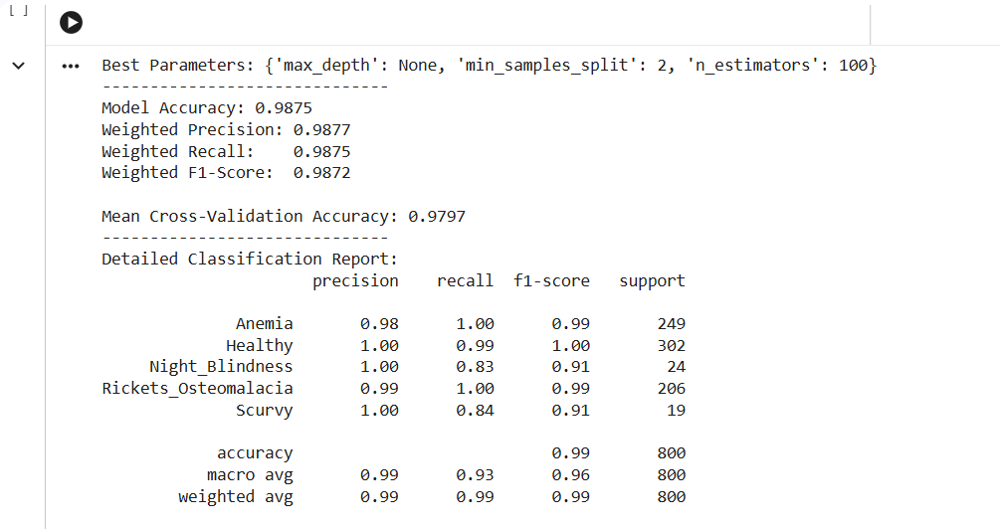 [ ]
Best Parameters: {'max_depth': None, 'min_samples_split': 2, 'n_estimators': 100}
------------------------------
Model Accuracy: 0.9875
Weighted Precision: 0.9877
Weighted Recall:    0.9875
Weighted F1-Score:  0.9872

Mean Cross-Validation Accuracy: 0.9797
------------------------------
Detailed Classification Report:
                      precision    recall  f1-score   support

              Anemia       0.98      1.00      0.99       249
             Healthy       1.00      0.99      1.00       302
     Night_Blindness       1.00      0.83      0.91        24
Rickets_Osteomalacia       0.99      1.00      0.99       206
              Scurvy       1.00      0.84      0.91        19

            accuracy                           0.99       800
           macro avg       0.99      0.93      0.96       800
        weighted avg       0.99      0.99      0.99       800